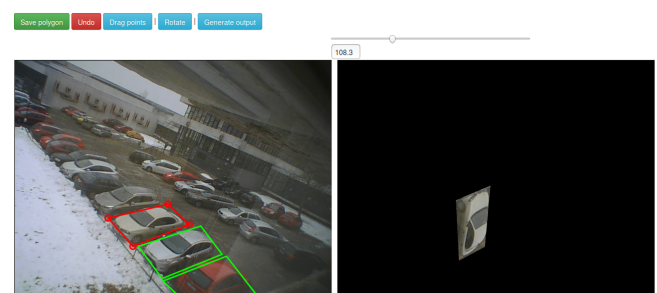 Save polygon Undo Drag points | Rotate | Generate output
108.3